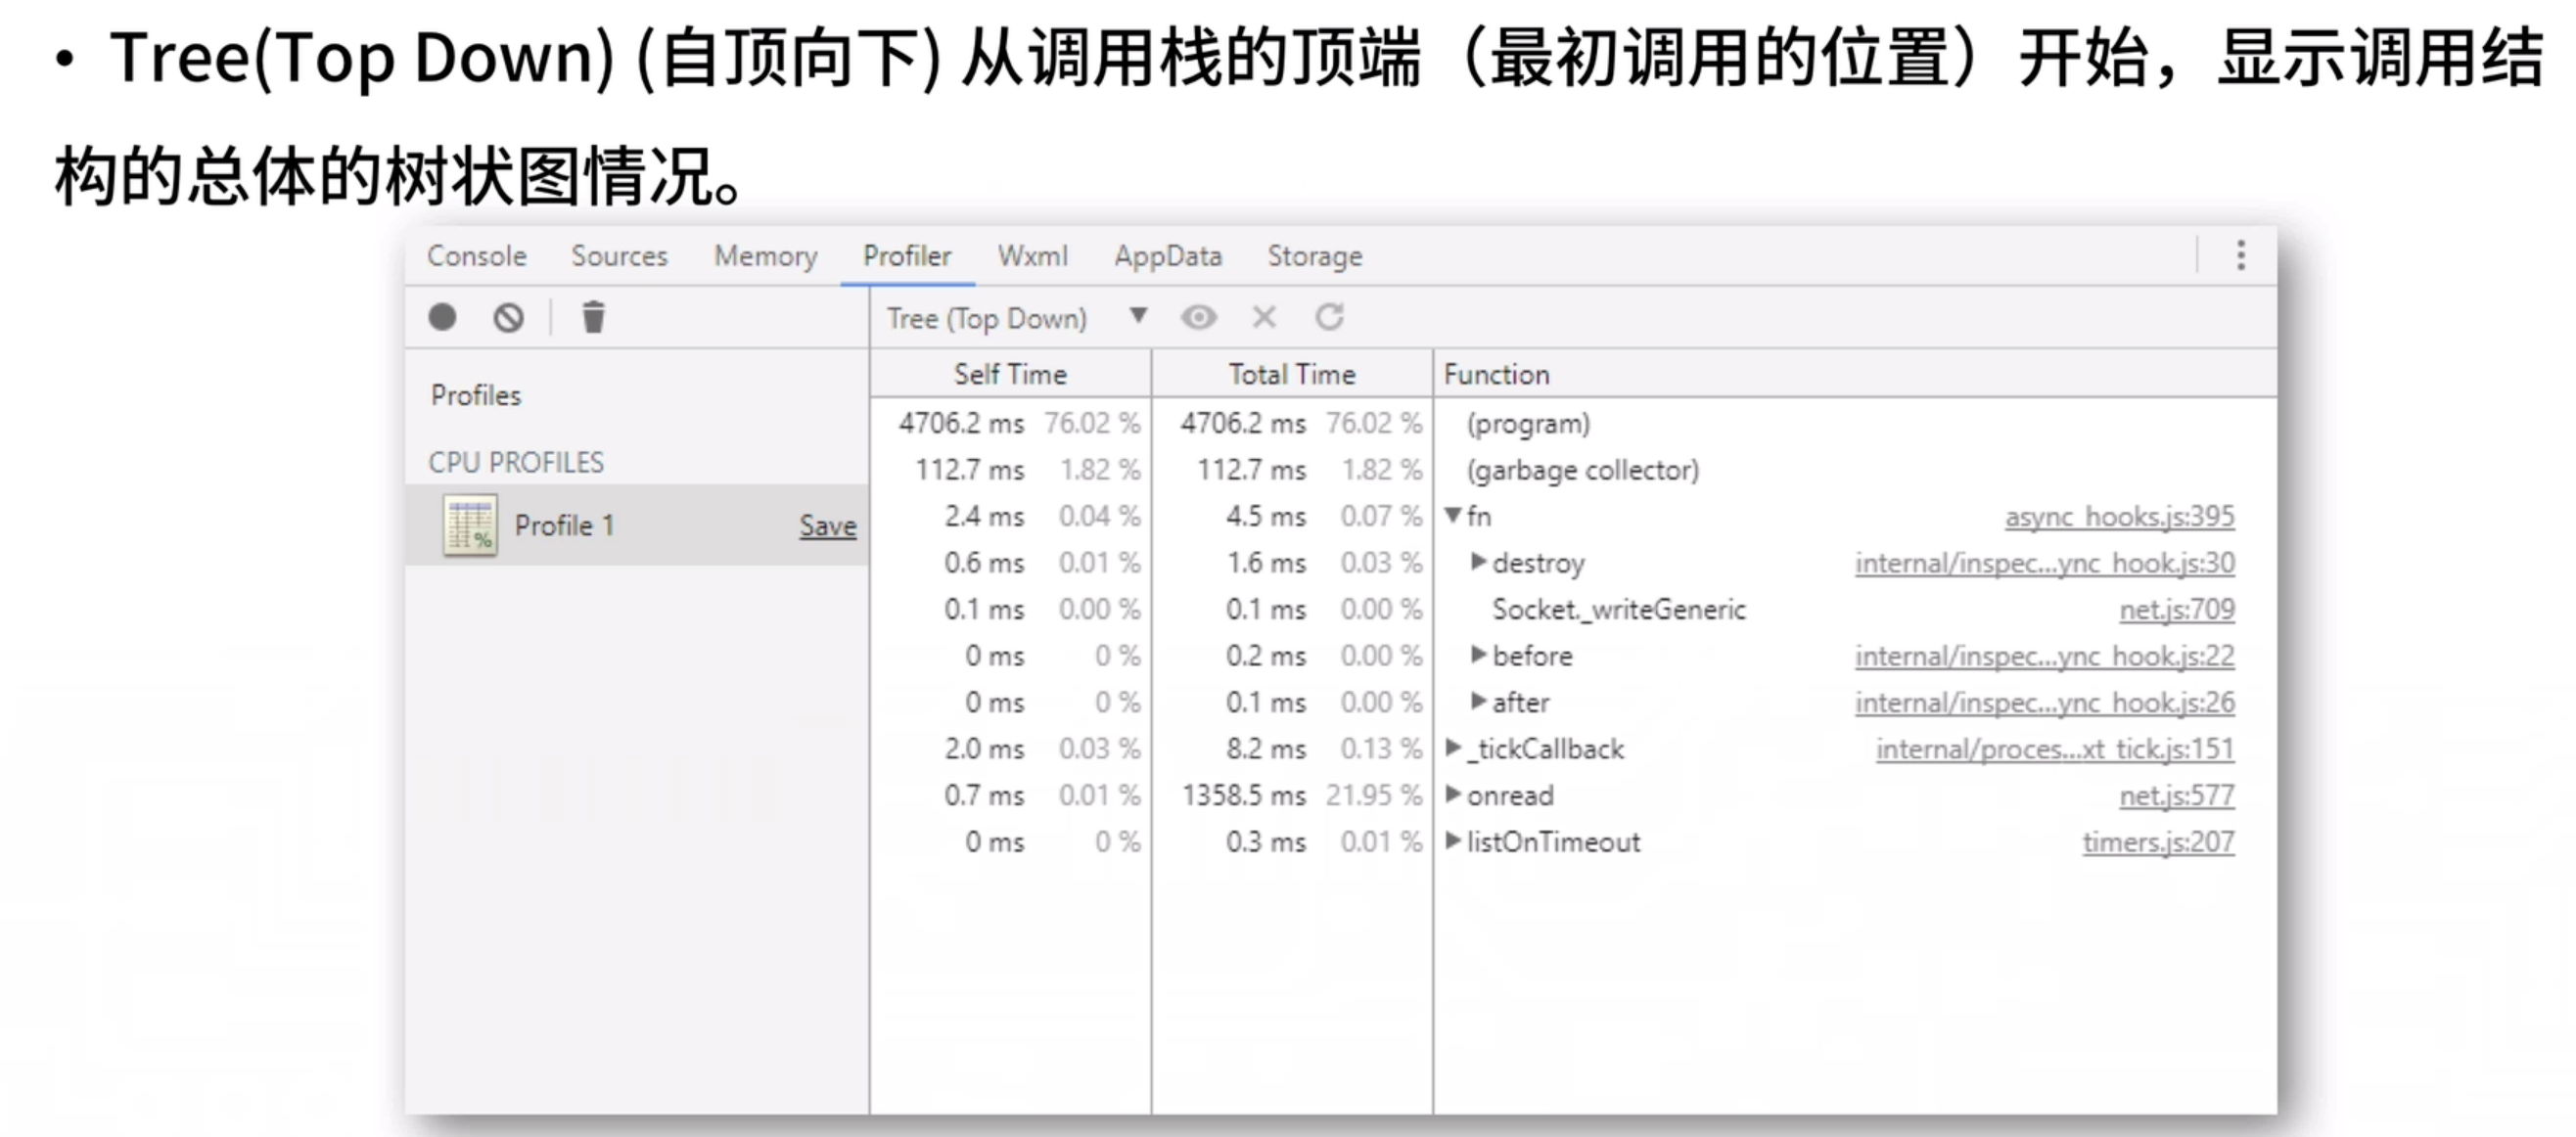 • Tree(Top Down) (自顶向下) 从调用栈的顶端（最初调用的位置）开始，显示调用结
构的总体的树状图情况。
Console Sources Memory Profiler Wxml AppData Storage
Tree (Top Down)
Profiles
CPU PROFILES
Profile 1 Save
Self Time Total Time Function
4706.2 ms 76.02 % 4706.2 ms 76.02 % (program)
112.7 ms 1.82 % 112.7 ms 1.82 % (garbage collector)
2.4 ms 0.04 % 4.5 ms 0.07 % fn async_hooks.js:395
0.6 ms 0.01 % 1.6 ms 0.03 % destroy internal/inspec...ync_hook.js:30
0.1 ms 0.00 % 0.1 ms 0.00 % Socket._writeGeneric net.js:709
0 ms 0 % 0.2 ms 0.00 % before internal/inspec...ync_hook.js:22
0 ms 0 % 0.1 ms 0.00 % after internal/inspec...ync_hook.js:26
2.0 ms 0.03 % 8.2 ms 0.13 % _tickCallback internal/proces...xt_tick.js:151
0.7 ms 0.01 % 1358.5 ms 21.95 % onread net.js:577
0 ms 0 % 0.3 ms 0.01 % listOnTimeout timers.js:207